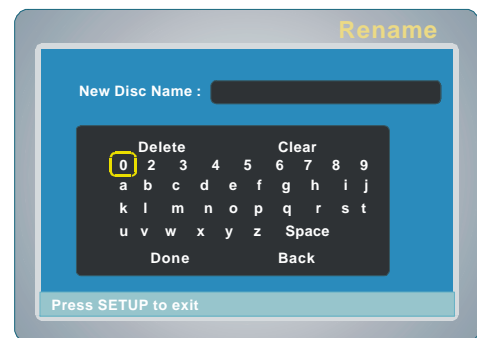 Rename
New Disc Name :
Delete Clear
0 2 3 4 5 6 7 8 9
a b c d e f g h i j
k l m n o p q r s t
u v w x y z Space
Done Back
Press SETUP to exit